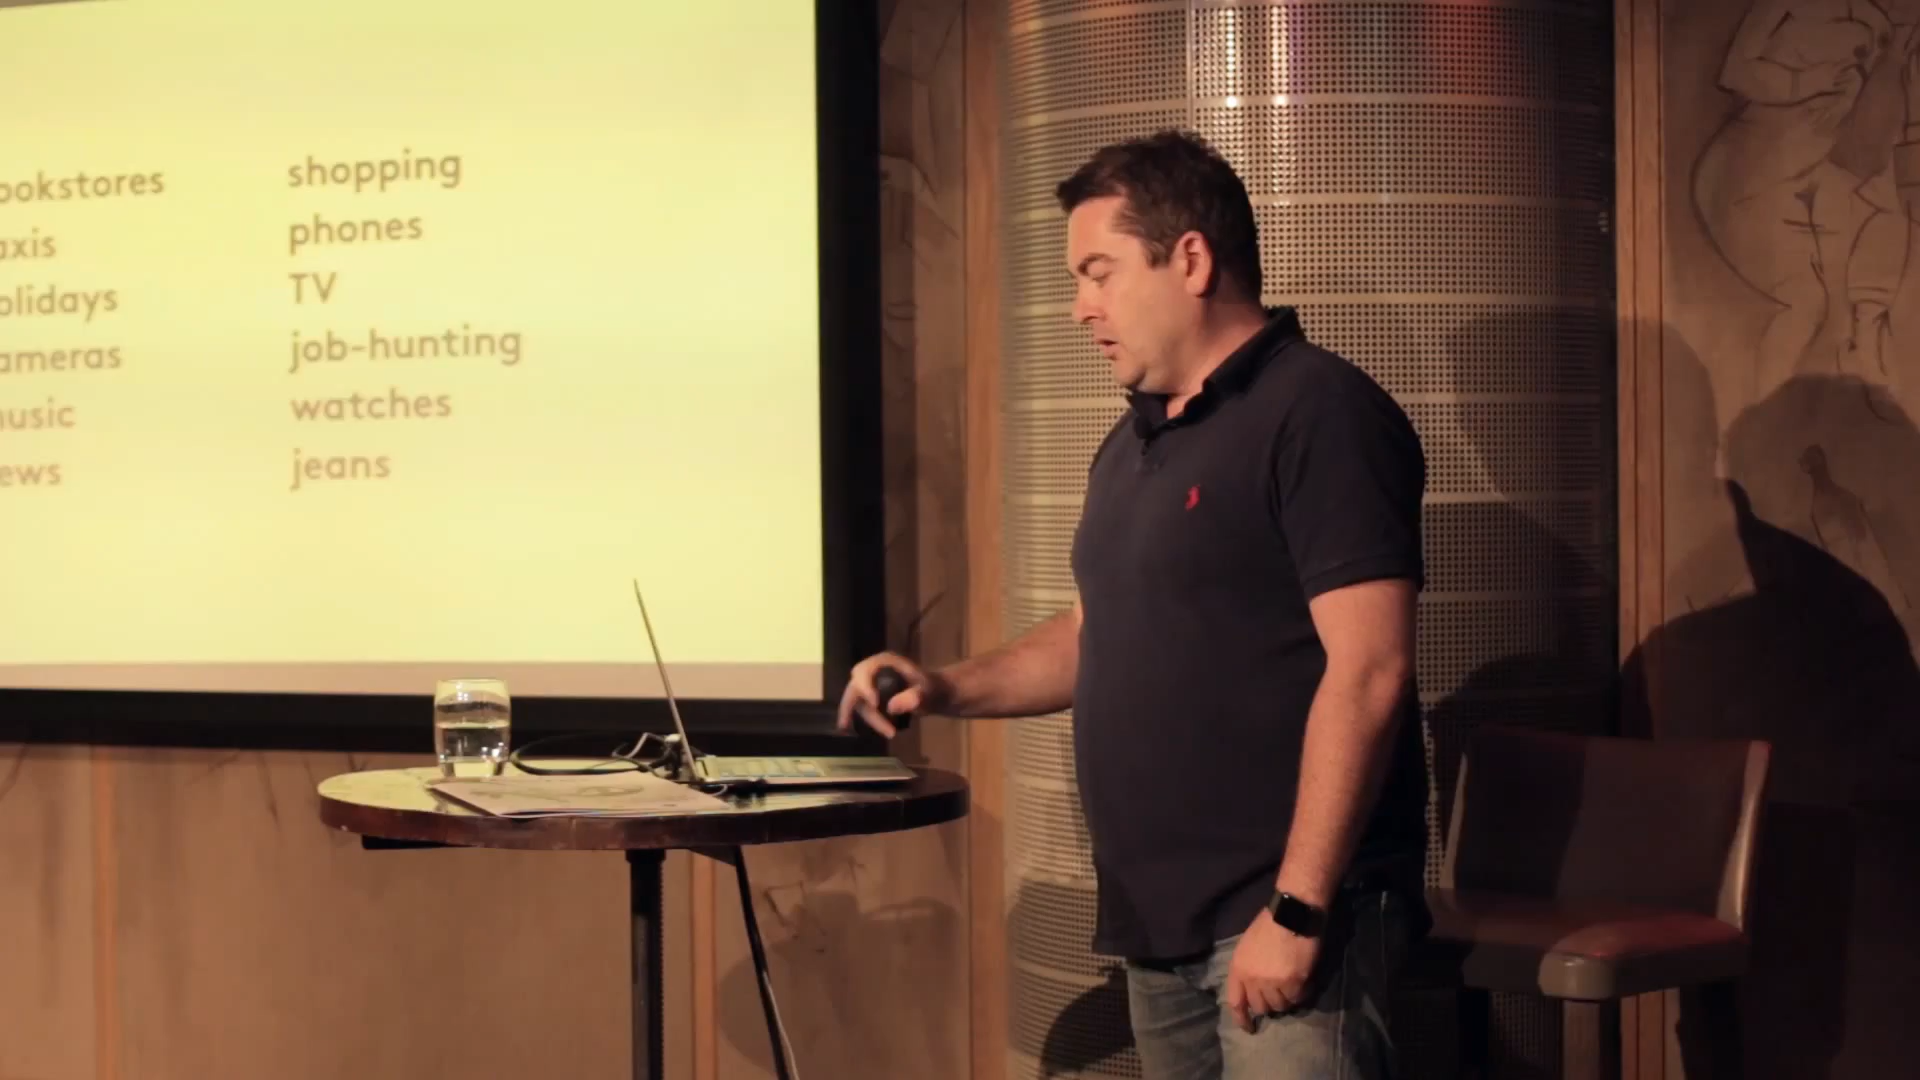 ookstores
axis
olidays
ameras
usic
ews
shopping
phones
TV
job-hunting
watches
jeans